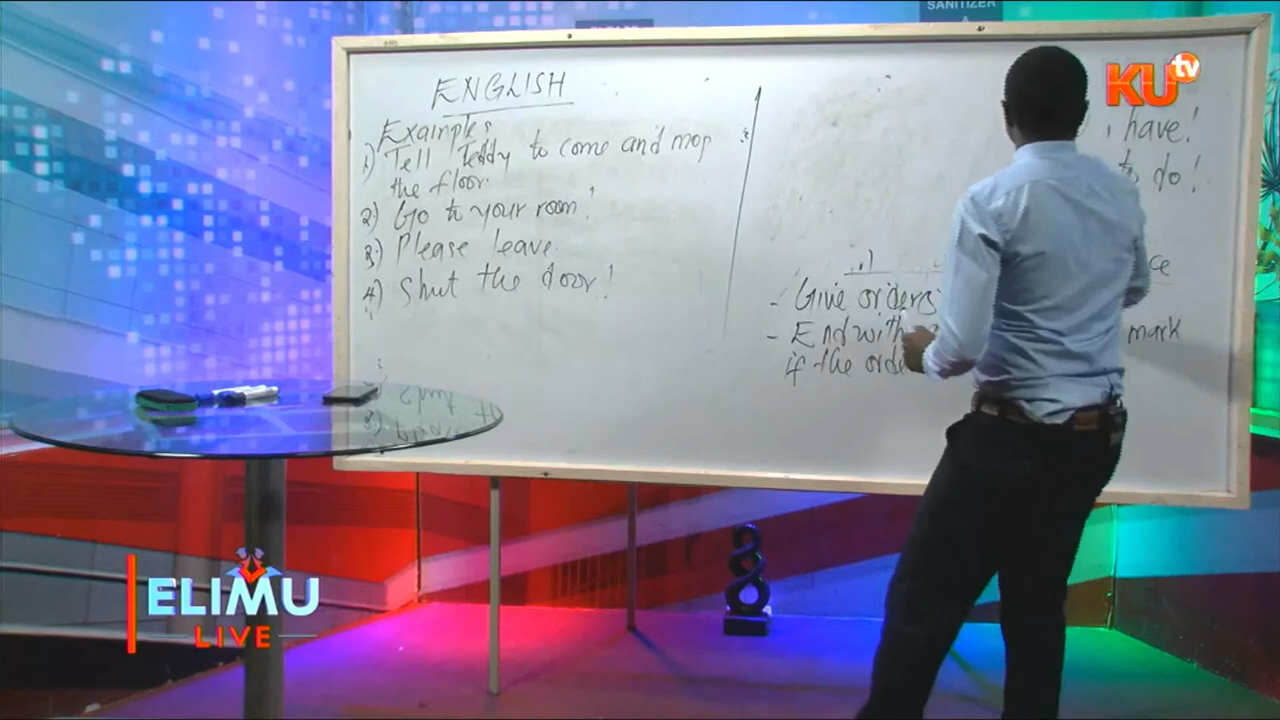 SANITIZER
KU tv
ENGLISH
Examples
1) Tell Teddy to come and mop
the floor.
2) Go to your room!
3) Please leave.
4) Shut the door!
have!
to do!
- Give orders
- End with mark
if the order
ELIMU
LIVE